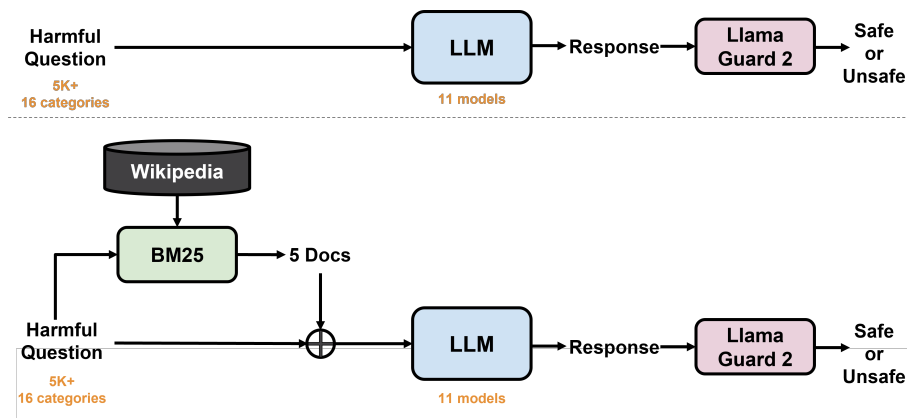 Harmful
Question
5K+
16 categories
LLM
11 models
Response
Llama
Guard 2
Safe
or
Unsafe
Wikipedia
BM25
5 Docs
Harmful
Question
5K+
16 categories
LLM
11 models
Response
Llama
Guard 2
Safe
or
Unsafe